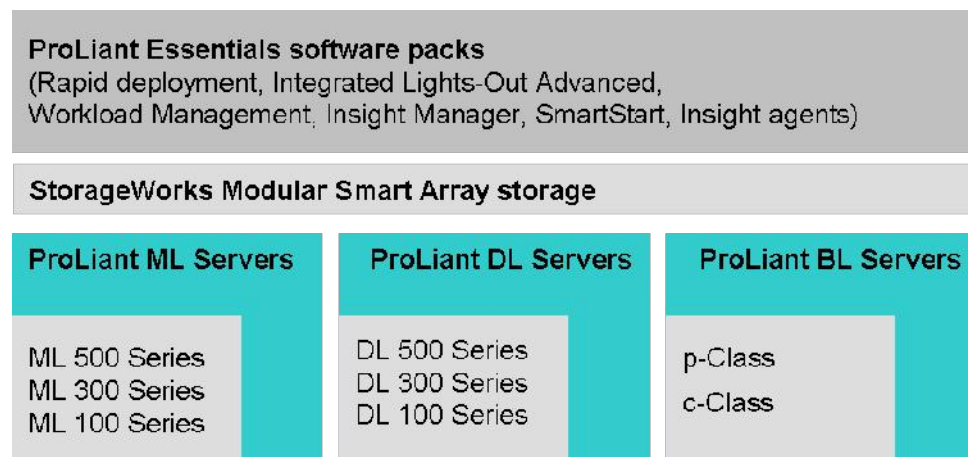 ProLiant Essentials software packs
(Rapid deployment, Integrated Lights-Out Advanced,
Workload Management, Insight Manager, SmartStart, Insight agents)
StorageWorks Modular Smart Array storage
ProLiant ML Servers
ML 500 Series
ML 300 Series
ML 100 Series
ProLiant DL Servers
DL 500 Series
DL 300 Series
DL 100 Series
ProLiant BL Servers
p-Class
c-Class